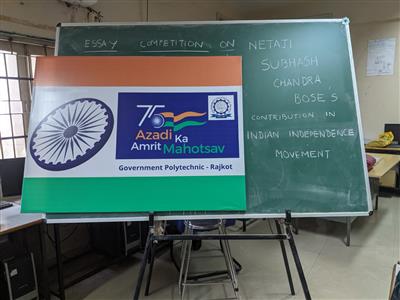 ESSAY COMPETITION ON NETAJI
SUBHASH
CHANDRA
BOSE'S
CONTRIBUTION IN
INDIAN INDEPENDENCE
MOVEMENT
75
Azadi Ka
Amrit Mahotsav
Government Polytechnic - Rajkot